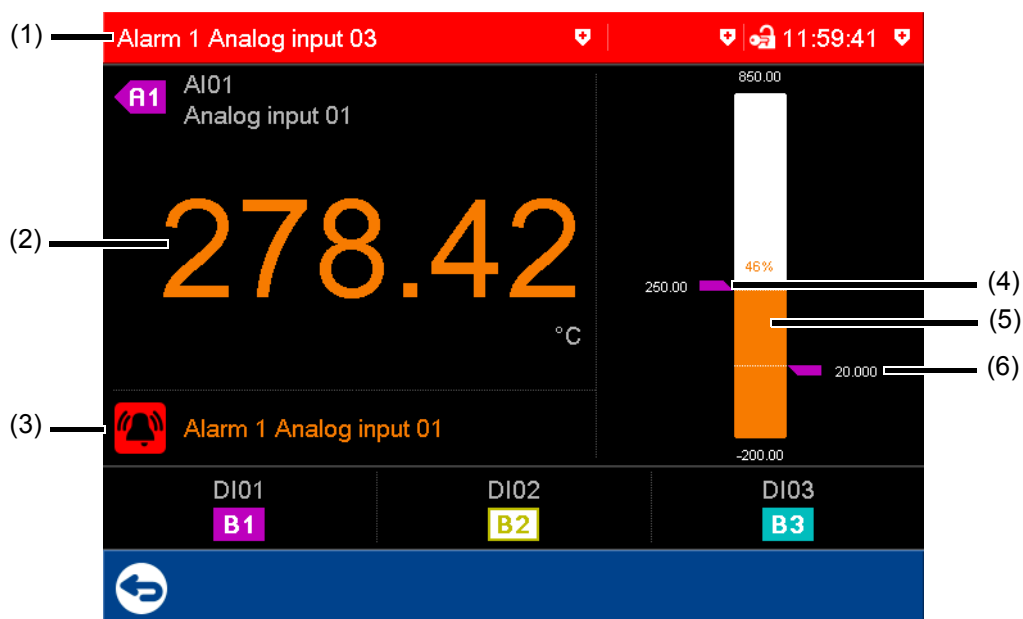 (1)
Alarm 1 Analog input 03
11:59:41
A1
AI01
Analog input 01
850.00
(2)
278.42
°C
46%
250.00
(4)
(5)
20.000
(6)
(3)
Alarm 1 Analog input 01
-200.00
DI01
DI02
DI03
B1
B2
B3